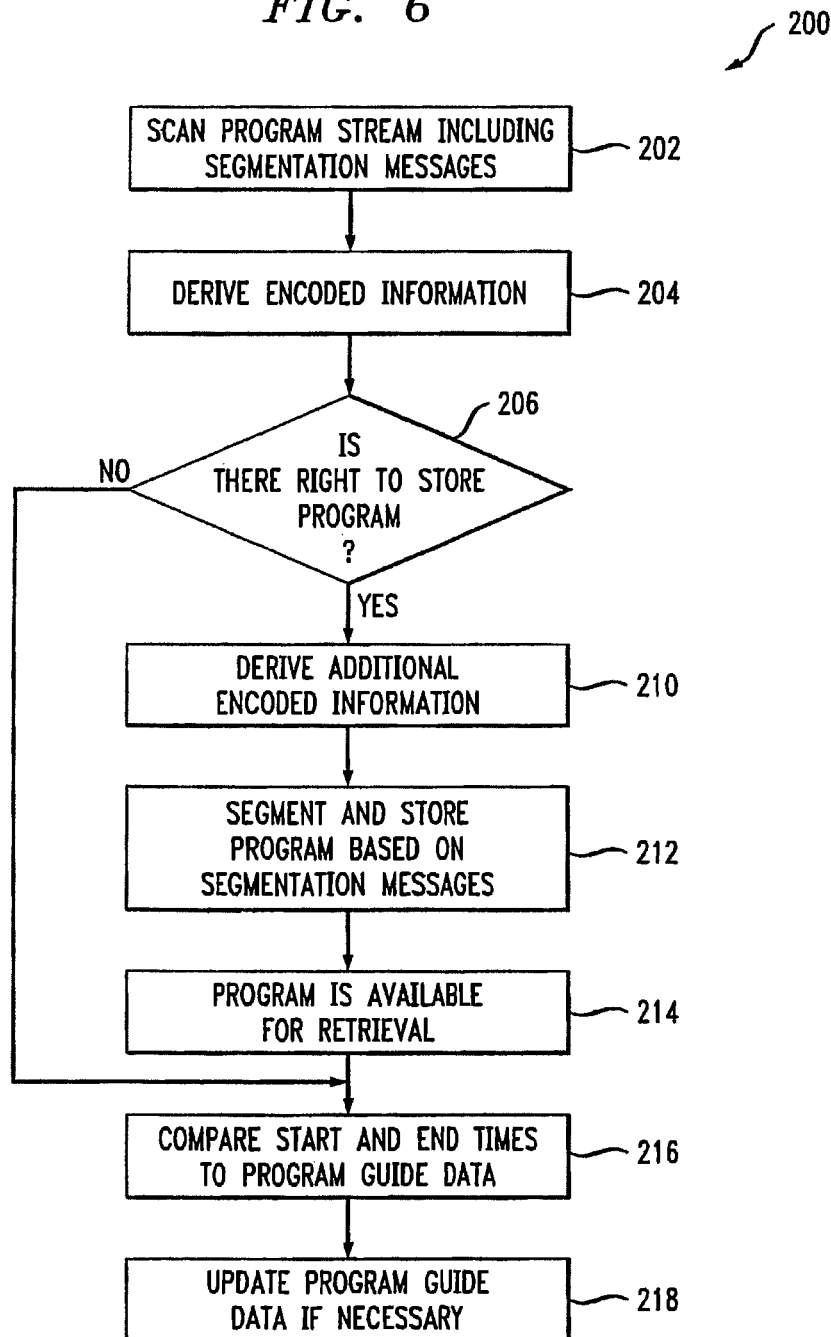 FIG. 6
200
SCAN PROGRAM STREAM INCLUDING
SEGMENTATION MESSAGES
202
DERIVE ENCODED INFORMATION
204
206
IS
THERE RIGHT TO STORE
PROGRAM
?
NO
YES
DERIVE ADDITIONAL
ENCODED INFORMATION
210
SEGMENT AND STORE
PROGRAM BASED ON
SEGMENTATION MESSAGES
212
PROGRAM IS AVAILABLE
FOR RETRIEVAL
214
COMPARE START AND END TIMES
TO PROGRAM GUIDE DATA
216
UPDATE PROGRAM GUIDE
DATA IF NECESSARY
218